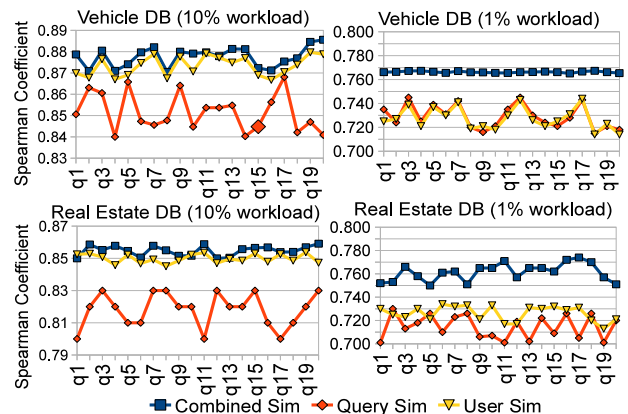 Vehicle DB (10% workload)
Vehicle DB (1% workload)
Spearman Coefficient
0.89
0.88
0.87
0.86
0.85
0.84
0.83
q1
q3
q5
q7
q9
q11
q13
q15
q17
q19
0.800
0.780
0.760
0.740
0.720
0.700
q1
q3
q5
q7
q9
q11
q13
q15
q17
q19
Real Estate DB (10% workload)
Real Estate DB (1% workload)
Spearman Coefficient
0.87
0.85
0.83
0.81
0.79
q1
q3
q5
q7
q9
q11
q13
q15
q17
q19
0.800
0.780
0.760
0.740
0.720
0.700
q1
q3
q5
q7
q9
q11
q13
q15
q17
q19
Combined Sim
Query Sim
User Sim